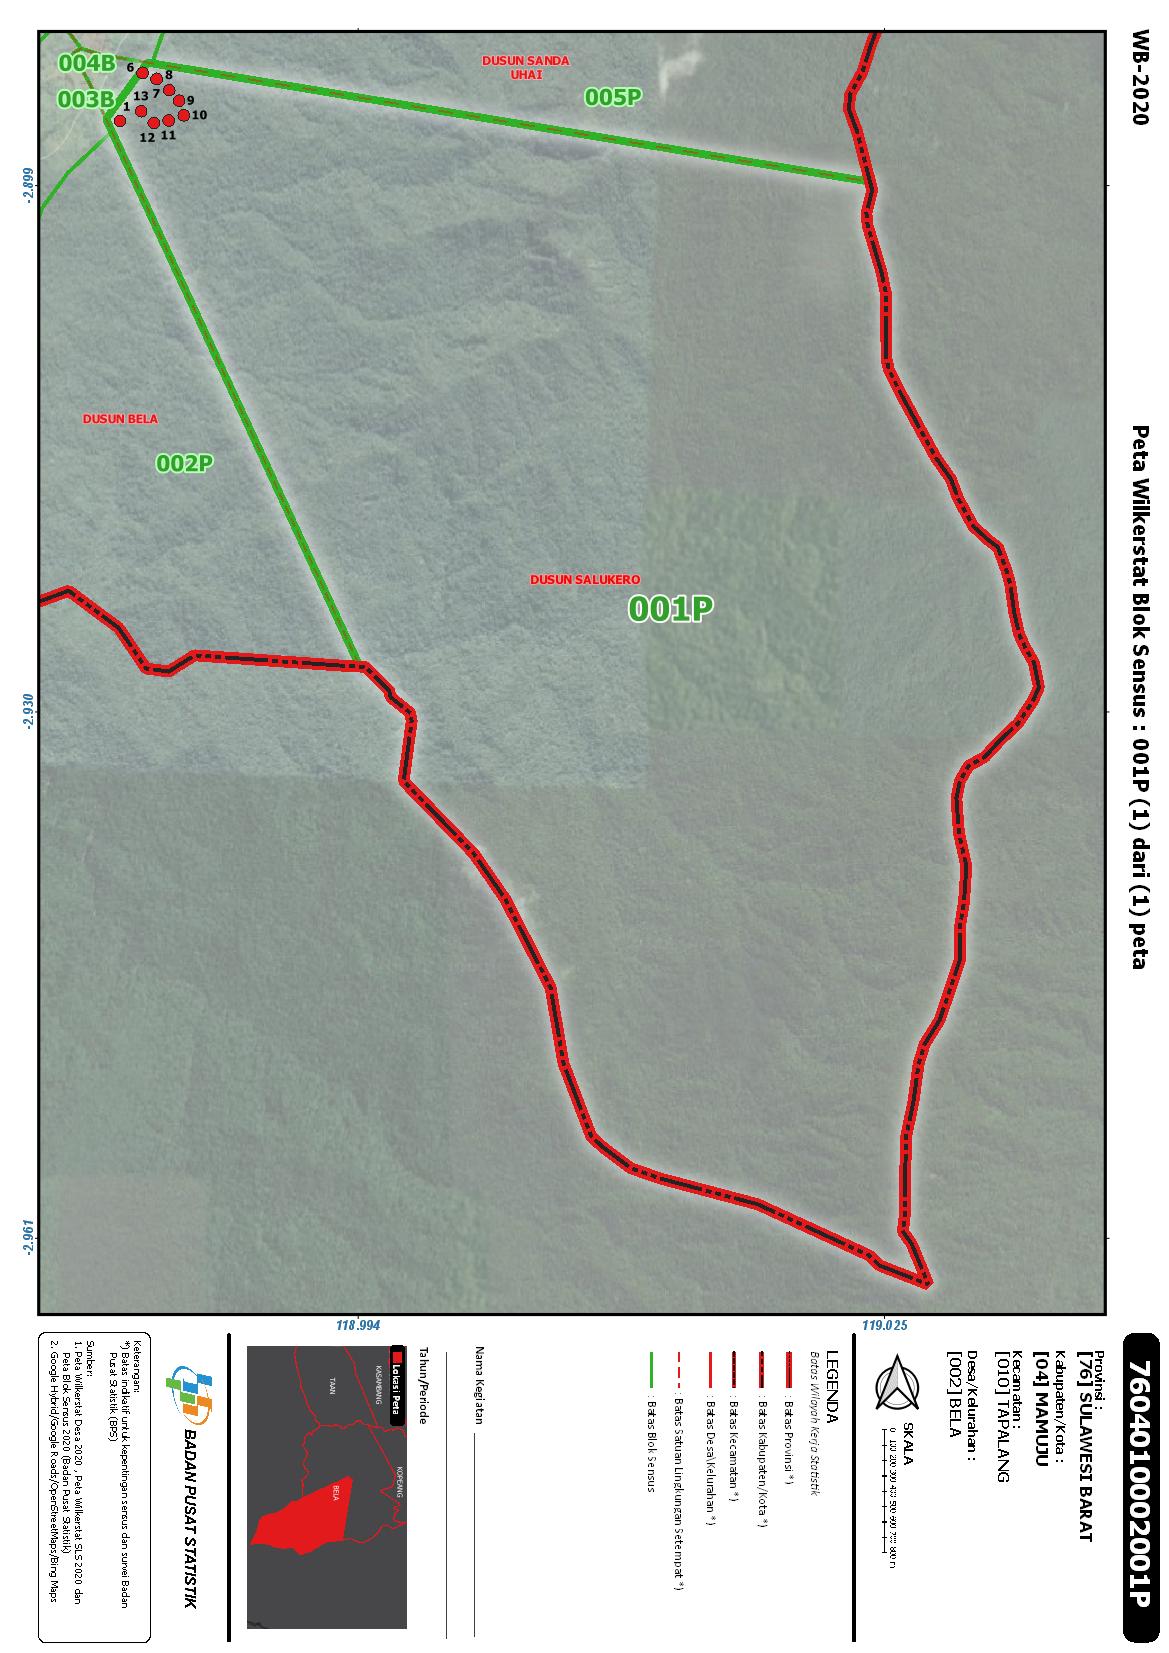 WB-2020
Peta Wilkerstat Blok Sensus : 001P (1) dari (1) peta
7604010002001P
Provinsi :
[76] SULAWESI BARAT
Kabupaten/Kota :
[04] MAMUJU
Kecamatan :
[010] TAPALANG
Desa/Kelurahan :
[002] BELA
SKALA
0 100 200 300 400 500 600 700 800 m
LEGENDA
Batas Wilayah Kerja Statistik
: Batas Provinsi *)
: Batas Kabupaten/Kota *)
: Batas Kecamatan *)
: Batas Desa\Kelurahan *)
: Batas Satuan Lingkungan Setempat *)
: Batas Blok Sensus
Nama Kegiatan
Tahun/Periode
Lokasi Peta
KOPEANG
KASAMBANG
TAAN
BELA
BADAN PUSAT STATISTIK
Keterangan:
*) Batas indikatif untuk kepentingan sensus dan survei Badan
Pusat Statistik (BPS)
Sumber:
1. Peta Wilkerstat Desa 2020 , Peta Wilkerstat SLS 2020 dan
Peta Blok Sensus 2020 (Badan Pusat Statistik)
2. Google Hybrid/Google Roads/OpenStreetMaps/Bing Maps
119.025
118.994
-2.899
-2.930
-2.961
001P
DUSUN SALUKERO
005P
DUSUN SANDA
UHAI
002P
DUSUN BELA
004B
003B
6
8
7
9
10
11
12
13
1